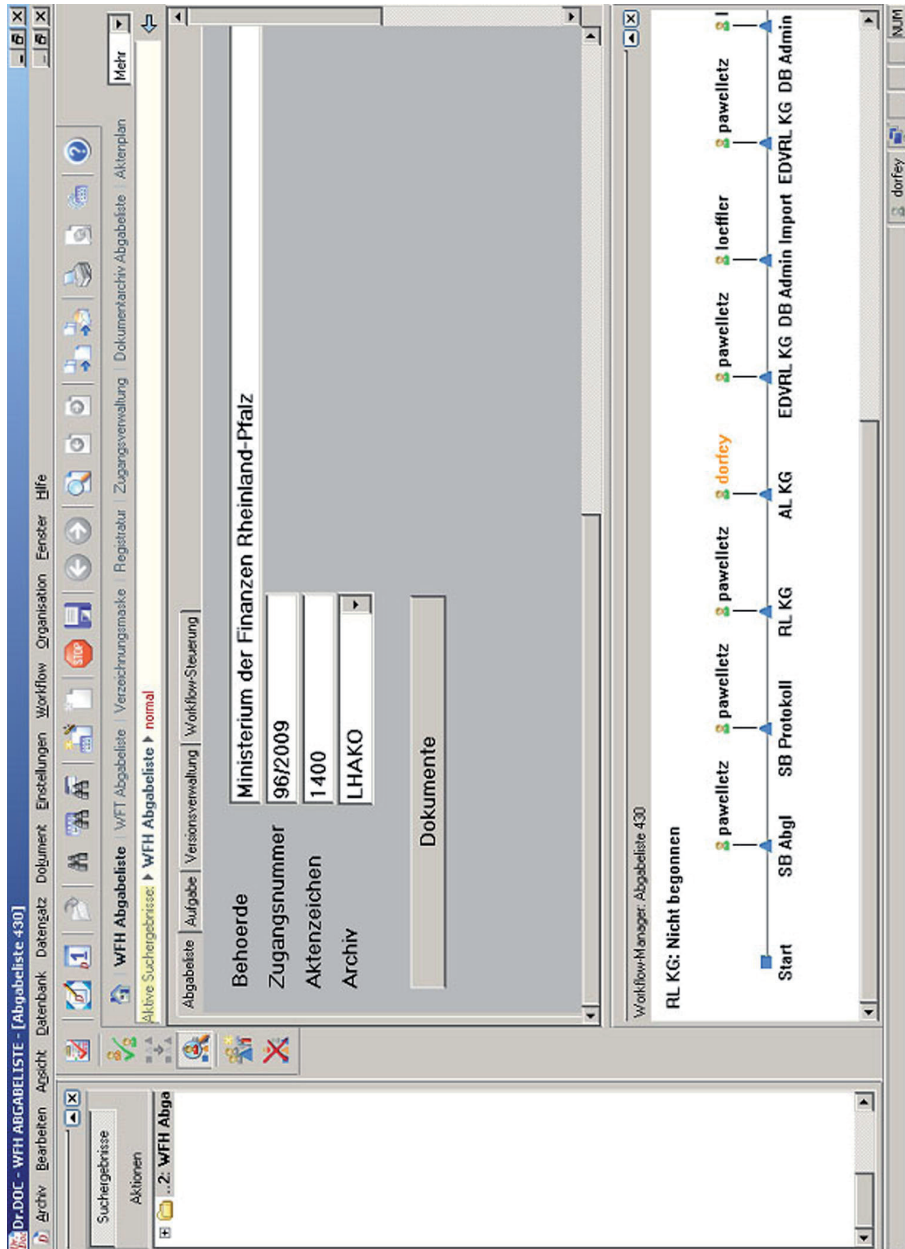 Dr.DOC - WFH ABGABELISTE - [Abgabeliste 430]
Archiv Bearbeiten Ansicht Datenbank Datensatz Dokument Einstellungen Workflow Organisation Fenster Hilfe
STOP
WFH Abgabeliste | WFT Abgabeliste | Verzeichnungsmaske | Registratur | Zugangsverwaltung | Dokumentarchiv Abgabeliste | Aktenplan
Mehr
Aktive Suchergebnisse: WFH Abgabeliste normal
Suchergebnisse
Aktionen
..2: WFH Abga
Abgabeliste Aufgabe Versionsverwaltung Workflow-Steuerung
Behoerde Ministerium der Finanzen Rheinland-Pfalz
Zugangsnummer 96/2009
Aktenzeichen 1400
Archiv LHAKO
Dokumente
Workflow-Manager: Abgabeliste 430
RL KG: Nicht begonnen
pawelletz pawelletz pawelletz dorfey pawelletz loeffler pawelletz l
Start SB Abgl SB Protokoll RL KG AL KG EDVRL KG DB Admin Import EDVRL KG DB Admin
dorfey NUM